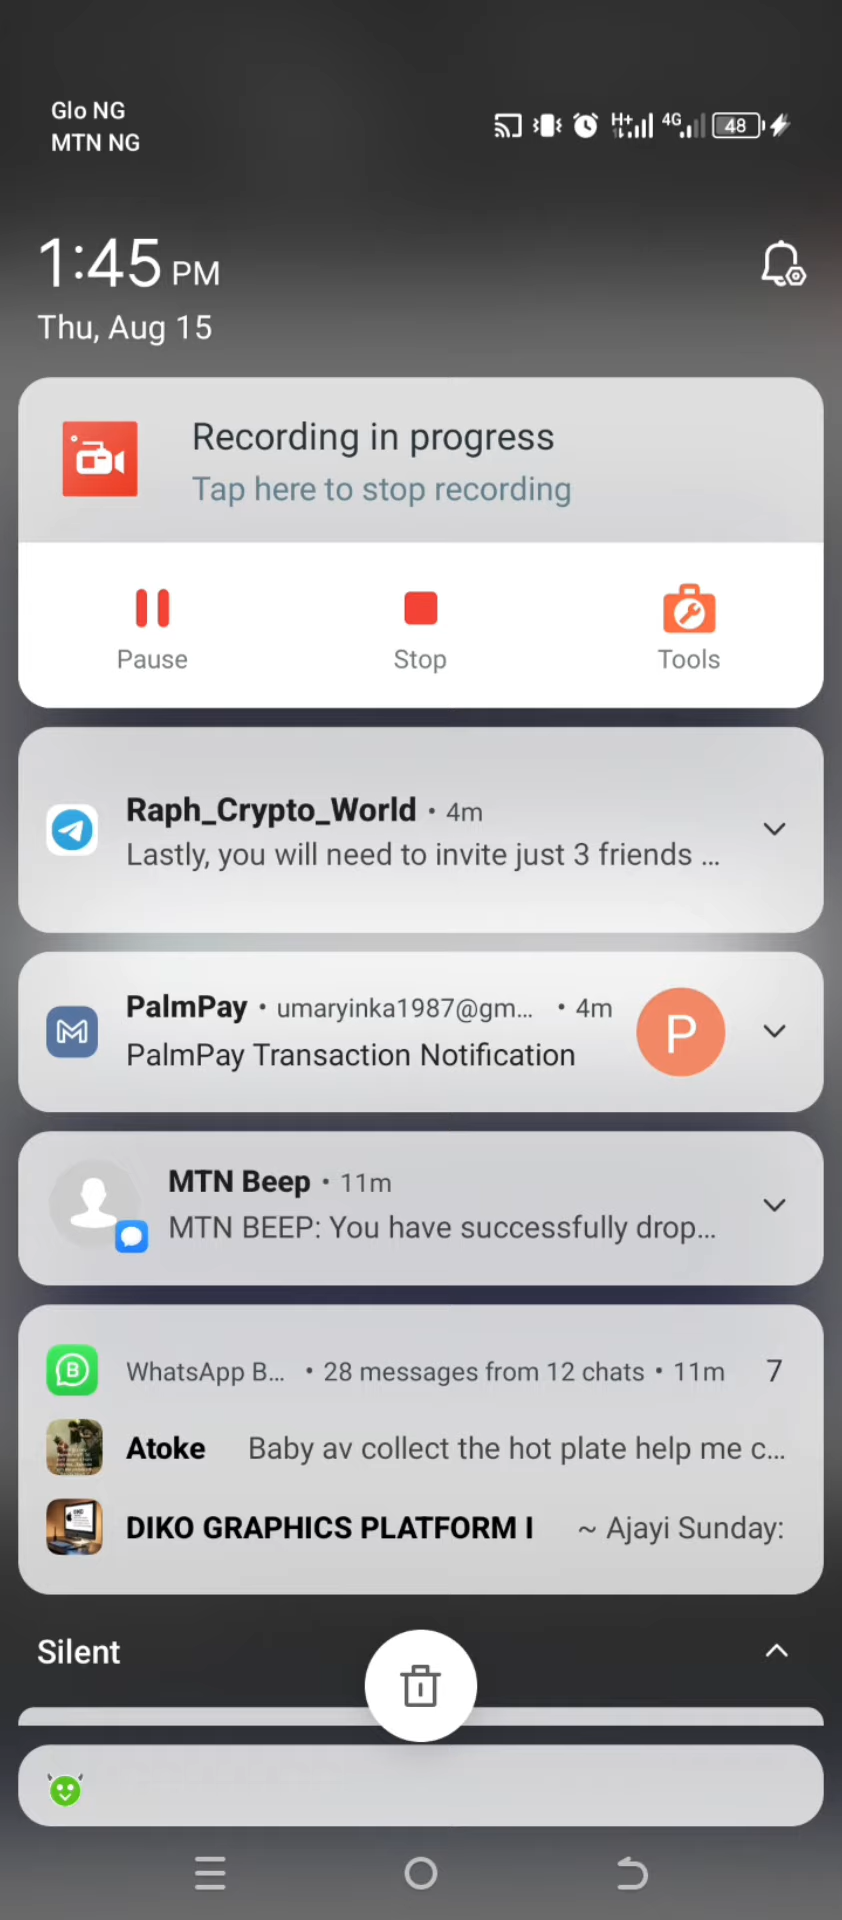 Glo NG
MTN NG
H+ 4G 48
1:45 PM
Thu, Aug 15
Recording in progress
Tap here to stop recording
Pause Stop Tools
Raph_Crypto_World • 4m
Lastly, you will need to invite just 3 friends ...
PalmPay • umaryinka1987@gm... • 4m
P
PalmPay Transaction Notification
MTN Beep • 11m
MTN BEEP: You have successfully drop...
WhatsApp B... • 28 messages from 12 chats • 11m 7
Atoke Baby av collect the hot plate help me c...
DIKO GRAPHICS PLATFORM I ~ Ajayi Sunday:
Silent